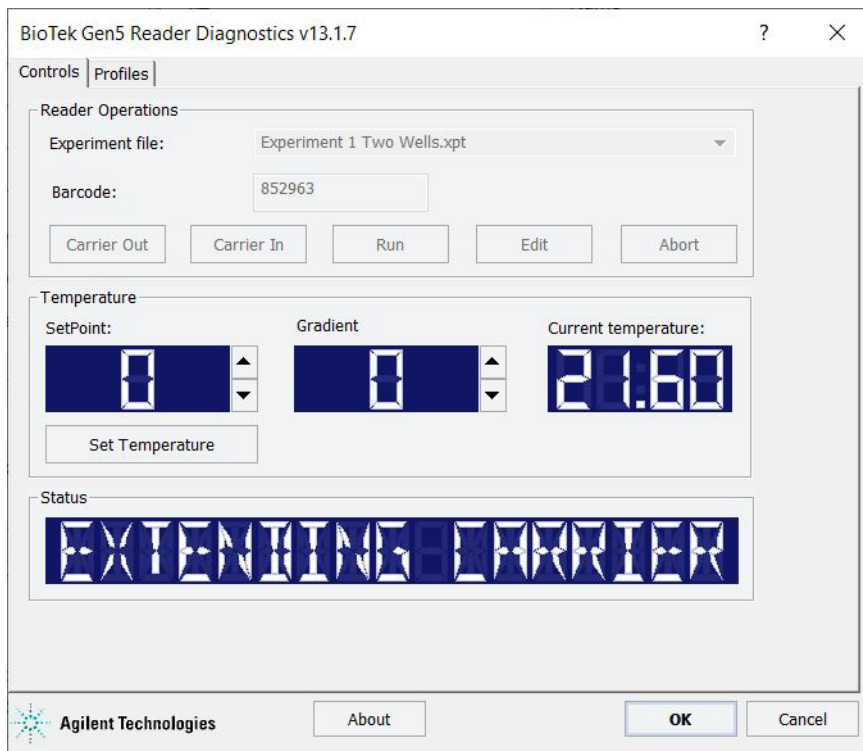 BioTek Gen5 Reader Diagnostics v13.1.7 ?
Controls Profiles
Reader Operations
Experiment file: Experiment 1 Two Wells.xpt
Barcode: 852963
Carrier Out Carrier In Run Edit Abort
Temperature
SetPoint: Gradient Current temperature:
0 0 21.60
Set Temperature
Status
EXTENDING CARRIER
Agilent Technologies About OK Cancel